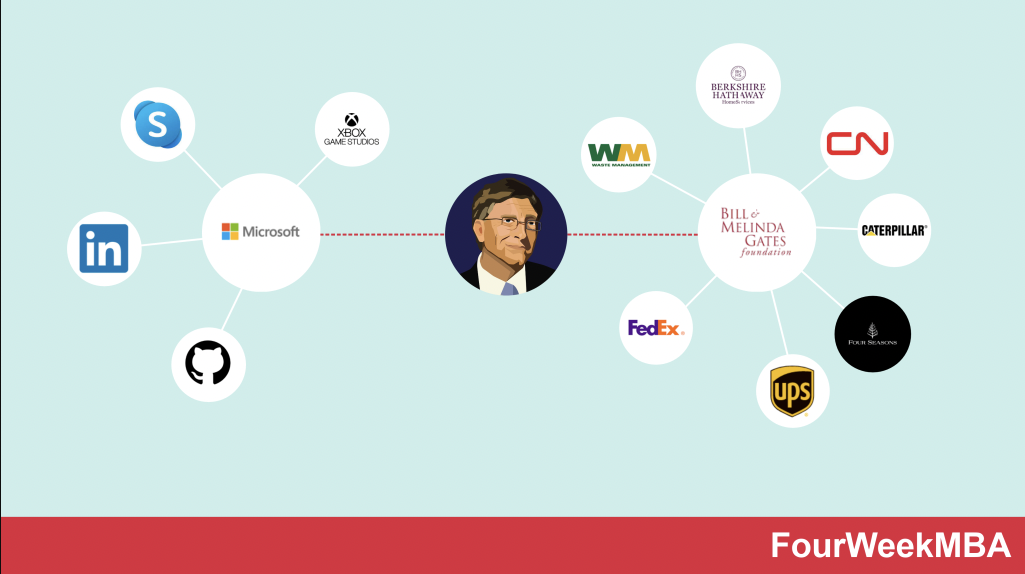 S
XBOX
GAME STUDIOS
in
Microsoft
BERKSHIRE
HATHAWAY
HomeServices
WM
WASTE MANAGEMENT
CN
BILL &
MELINDA
GATES
foundation
CATERPILLAR®
FedEx®
FOUR SEASONS
ups
FourWeekMBA